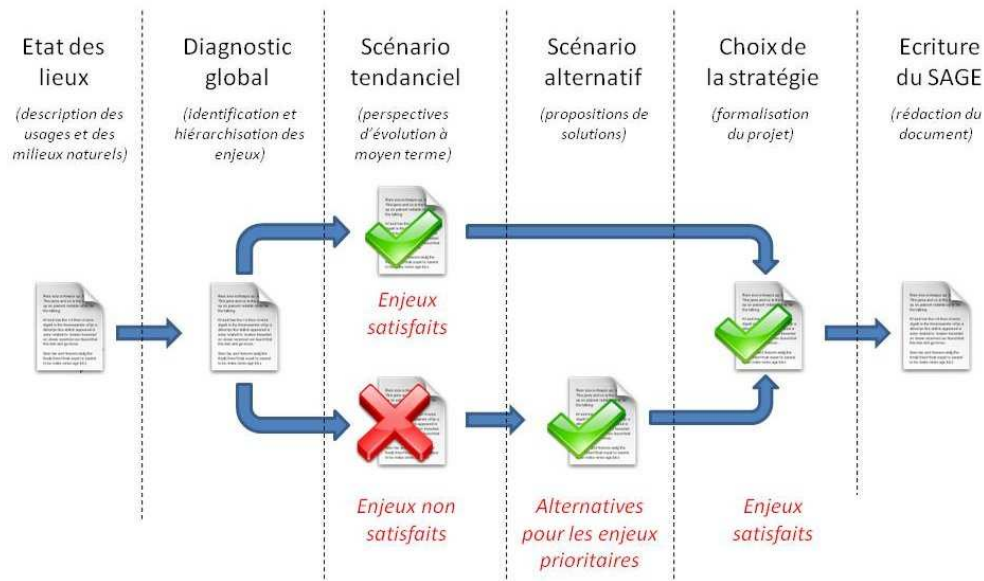 Etat des
lieux
(description des
usages et des
milieux naturels)
Diagnostic
global
(identification et
hiérarchisation des
enjeux)
Scénario
tendanciel
(perspectives
d'évolution à
moyen terme)
Scénario
alternatif
(propositions de
solutions)
Choix de
la stratégie
(formalisation
du projet)
Ecriture
du SAGE
(rédaction du
document)
Enjeux
satisfaits
Enjeux non
satisfaits
Alternatives
pour les enjeux
prioritaires
Enjeux
satisfaits